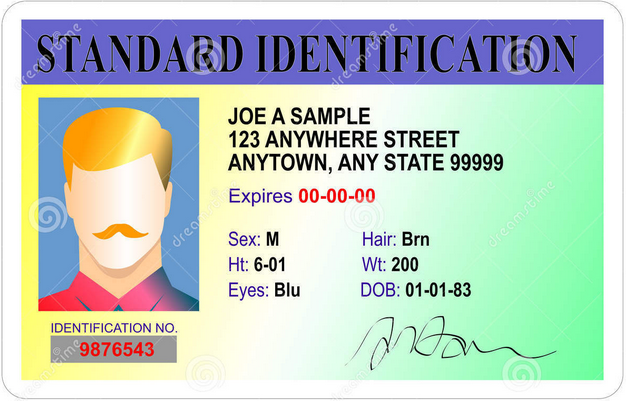 STANDARD IDENTIFICATION
JOE A SAMPLE
123 ANYWHERE STREET
ANYTOWN, ANY STATE 99999
Expires 00-00-00
Sex: M Hair: Brn
Ht: 6-01 Wt: 200
Eyes: Blu DOB: 01-01-83
IDENTIFICATION NO.
9876543
dreamstime